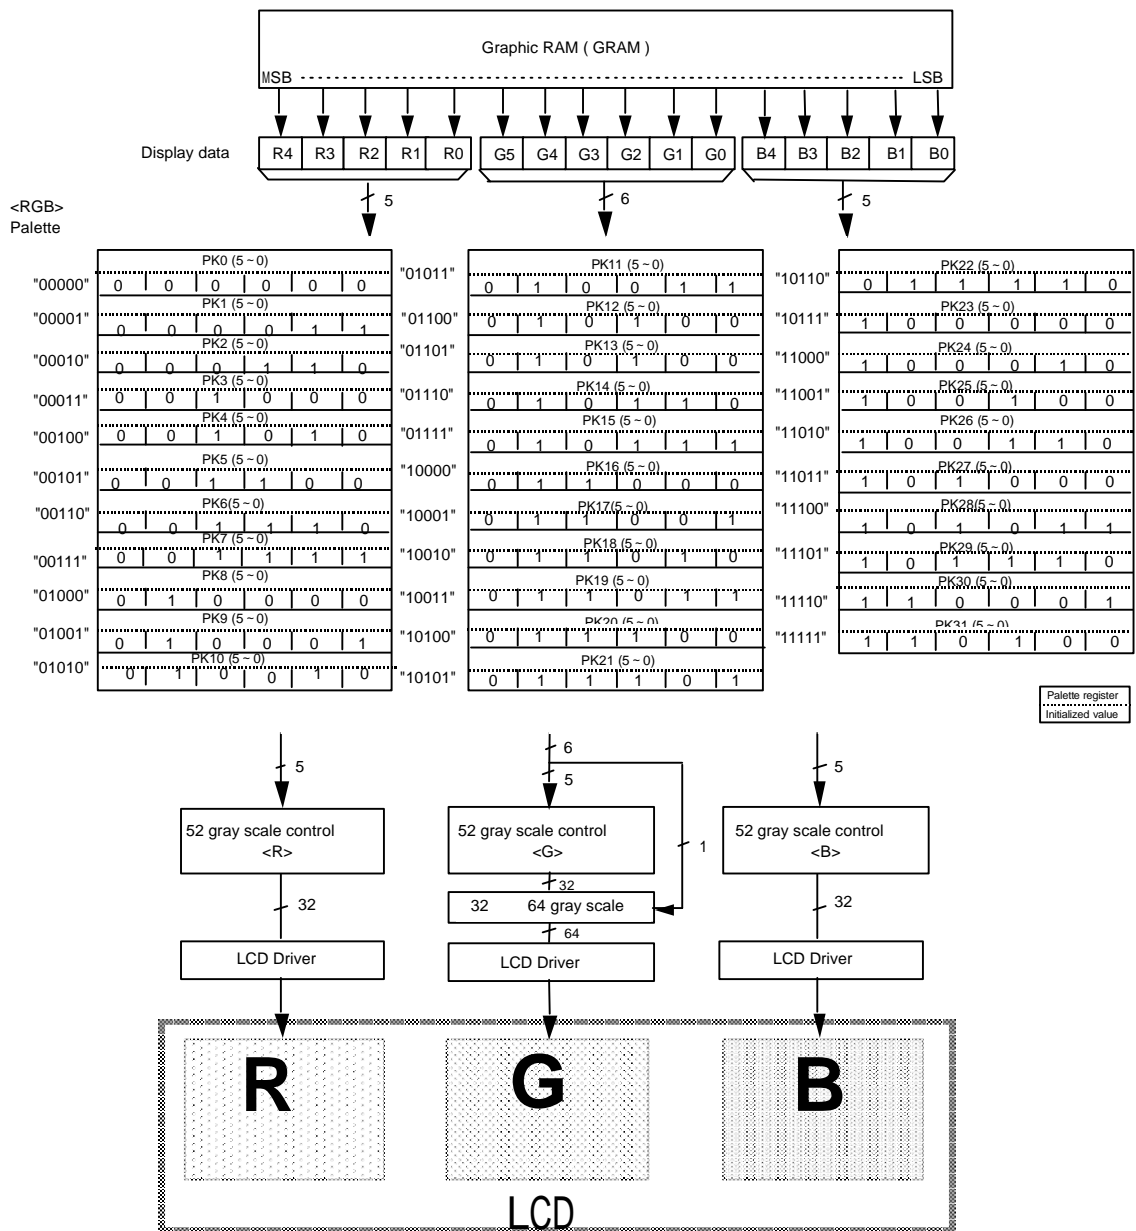 Graphic RAM ( GRAM )
MSB LSB
Display data R4 R3 R2 R1 R0 G5 G4 G3 G2 G1 G0 B4 B3 B2 B1 B0
5 6 5
<RGB>
Palette
PK0 (5 ~ 0)
"00000" 0 0 0 0 0 0
PK1 (5 ~ 0)
"00001" 0 0 0 0 1 1
PK2 (5 ~ 0)
"00010" 0 0 0 1 1 0
PK3 (5 ~ 0)
"00011" 0 0 1 0 0 0
PK4 (5 ~ 0)
"00100" 0 0 1 0 1 0
PK5 (5 ~ 0)
"00101" 0 0 1 1 0 0
PK6(5 ~ 0)
"00110" 0 0 1 1 1 0
PK7 (5 ~ 0)
"00111" 0 0 1 1 1 1
PK8 (5 ~ 0)
"01000" 0 1 0 0 0 0
PK9 (5 ~ 0)
"01001" 0 1 0 0 0 1
PK10 (5 ~ 0)
"01010" 0 1 0 0 1 0
PK11 (5 ~ 0)
"01011" 0 1 0 0 1 1
PK12 (5 ~ 0)
"01100" 0 1 0 1 0 0
PK13 (5 ~ 0)
"01101" 0 1 0 1 0 0
PK14 (5 ~ 0)
"01110" 0 1 0 1 1 0
PK15 (5 ~ 0)
"01111" 0 1 0 1 1 1
PK16 (5 ~ 0)
"10000" 0 1 1 0 0 0
PK17(5 ~ 0)
"10001" 0 1 1 0 0 1
PK18 (5 ~ 0)
"10010" 0 1 1 0 1 0
PK19 (5 ~ 0)
"10011" 0 1 1 0 1 1
PK20 (5 ~ 0)
"10100" 0 1 1 1 0 0
PK21 (5 ~ 0)
"10101" 0 1 1 1 0 1
PK22 (5 ~ 0)
"10110" 0 1 1 1 1 0
PK23 (5 ~ 0)
"10111" 1 0 0 0 0 0
PK24 (5 ~ 0)
"11000" 1 0 0 0 1 0
PK25 (5 ~ 0)
"11001" 1 0 0 1 0 0
PK26 (5 ~ 0)
"11010" 1 0 0 1 1 0
PK27 (5 ~ 0)
"11011" 1 0 1 0 0 0
PK28(5 ~ 0)
"11100" 1 0 1 0 1 1
PK29 (5 ~ 0)
"11101" 1 0 1 1 1 0
PK30 (5 ~ 0)
"11110" 1 1 0 0 0 1
PK31 (5 ~ 0)
"11111" 1 1 0 1 0 0
Palette register
Initialized value
5 6 5
5
52 gray scale control
<R>
52 gray scale control
<G>
52 gray scale control
<B>
1
32 32 32
32 64 gray scale
64
LCD Driver LCD Driver LCD Driver
R G B
LCD